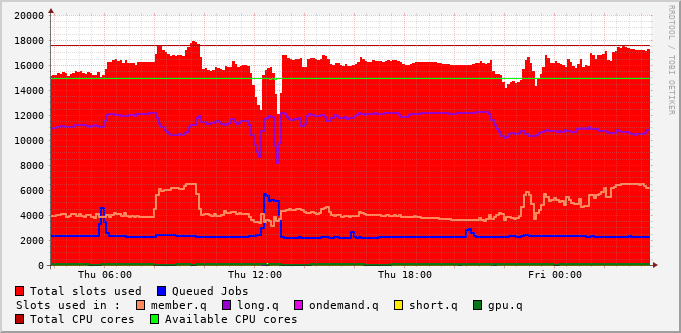 RRDTOOL / TOBI OETIKER
20000
18000
16000
14000
12000
10000
8000
6000
4000
2000
0
Thu 06:00 Thu 12:00 Thu 18:00 Fri 00:00
Total slots used Queued Jobs
Slots used in : member.q long.q ondemand.q short.q gpu.q
Total CPU cores Available CPU cores